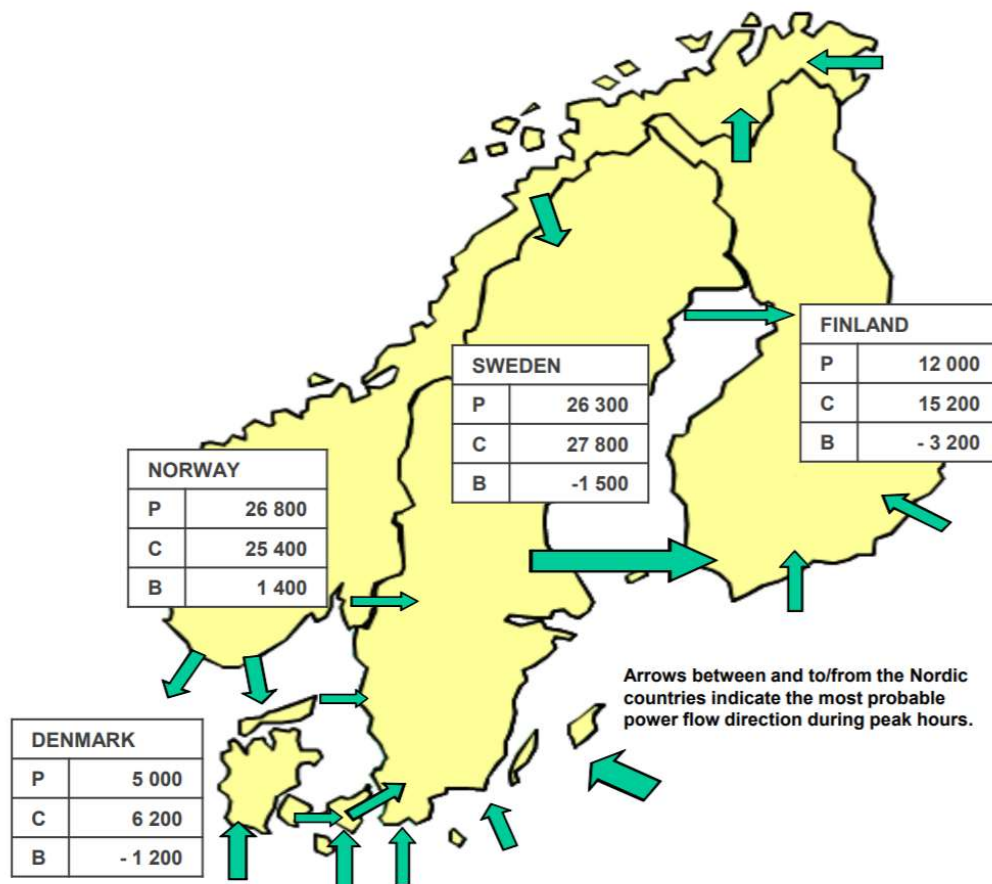 FINLAND
P 12 000
C 15 200
B - 3 200
SWEDEN
P 26 300
C 27 800
B -1 500
NORWAY
P 26 800
C 25 400
B 1 400
Arrows between and to/from the Nordic
countries indicate the most probable
power flow direction during peak hours.
DENMARK
P 5 000
C 6 200
B - 1 200